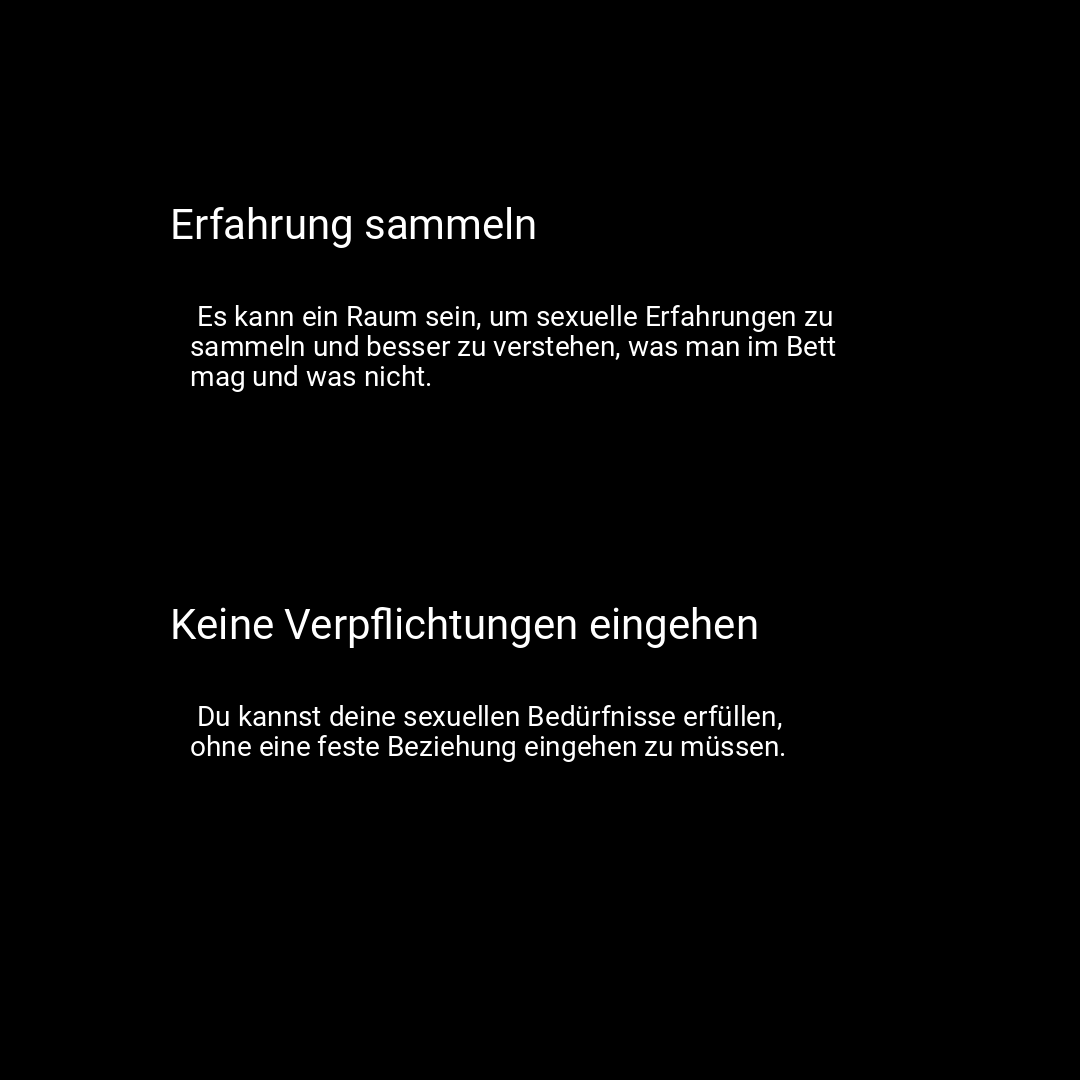 Erfahrung sammeln
Es kann ein Raum sein, um sexuelle Erfahrungen zu
sammeln und besser zu verstehen, was man im Bett
mag und was nicht.
Keine Verpflichtungen eingehen
Du kannst deine sexuellen Bedürfnisse erfüllen,
ohne eine feste Beziehung eingehen zu müssen.